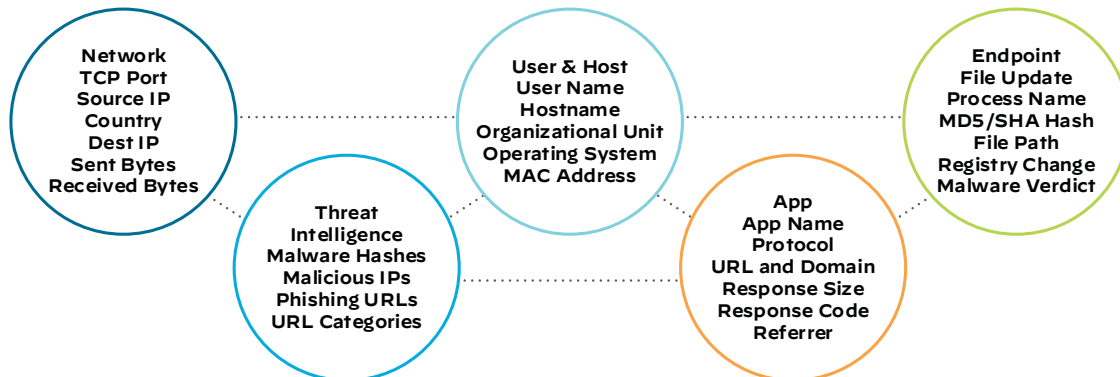 Network
TCP Port
Source IP
Country
Dest IP
Sent Bytes
Received Bytes
Threat
Intelligence
Malware Hashes
Malicious IPs
Phishing URLs
URL Categories
User & Host
User Name
Hostname
Organizational Unit
Operating System
MAC Address
App
App Name
Protocol
URL and Domain
Response Size
Response Code
Referrer
Endpoint
File Update
Process Name
MD5/SHA Hash
File Path
Registry Change
Malware Verdict